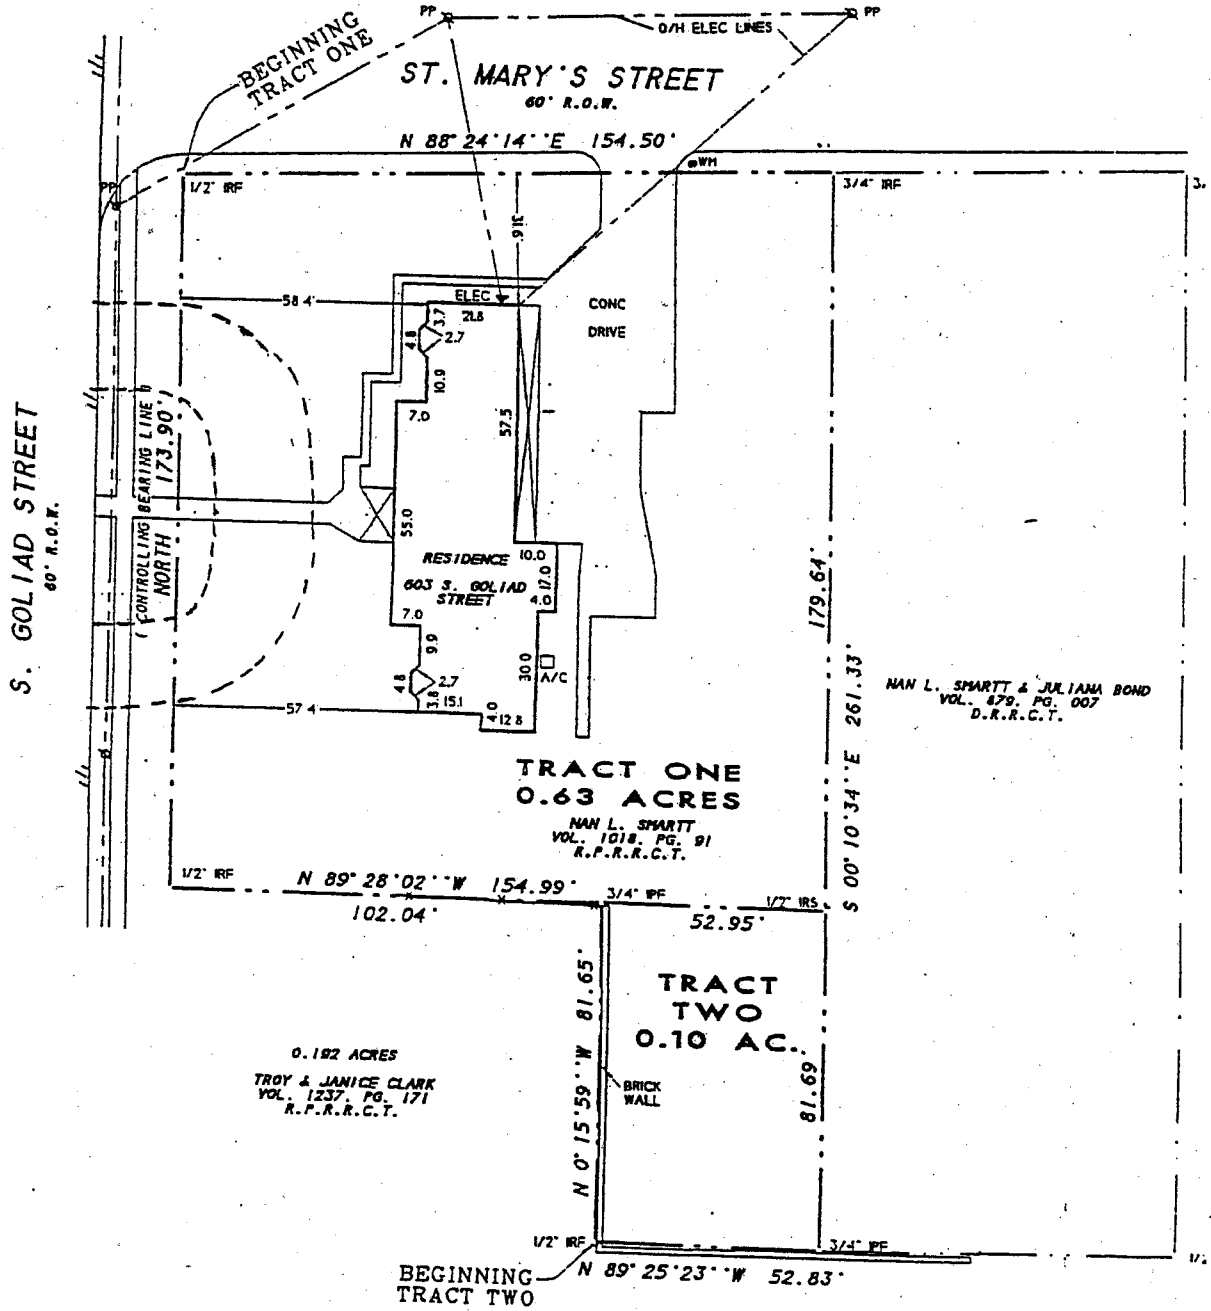 PP
PP
O/H ELEC LINES
BEGINNING
TRACT ONE
ST. MARY'S STREET
60' R.O.W.
N 88°24'14''E 154.50'
WM
PP
1/2" IRF
3/4" IRF
3/
31.6'
58.4'
ELEC
21.8
3.7
4.8
2.7
10.9
7.0
CONC
DRIVE
57.5
S. GOLIAD STREET
60' R.O.W.
( CONTROLLING BEARING LINE )
NORTH 173.90'
55.0
RESIDENCE
603 S. GOLIAD
STREET
10.0
17.0
4.0
7.0
9.9
4.8
2.7
3.8
15.1
30.0
A/C
57.4
4.0
12.8
179.64'
S 00°10'34''E 261.33'
NAN L. SMARTT & JULIANA BOND
VOL. 879, PG. 007
D.R.R.C.T.
TRACT ONE
0.63 ACRES
NAN L. SMARTT
VOL. 1018, PG. 91
R.P.R.R.C.T.
1/2" IRF
N 89°28'02''W 154.99'
3/4" IPF
1/2" IRS
102.04'
52.95'
TRACT
TWO
0.10 AC.
N 0°15'59''W 81.65'
81.69'
BRICK
WALL
0.192 ACRES
TROY & JANICE CLARK
VOL. 1237, PG. 171
R.P.R.R.C.T.
1/2" IRF
3/4" IPF
1/2
BEGINNING
TRACT TWO
N 89°25'23''W 52.83'